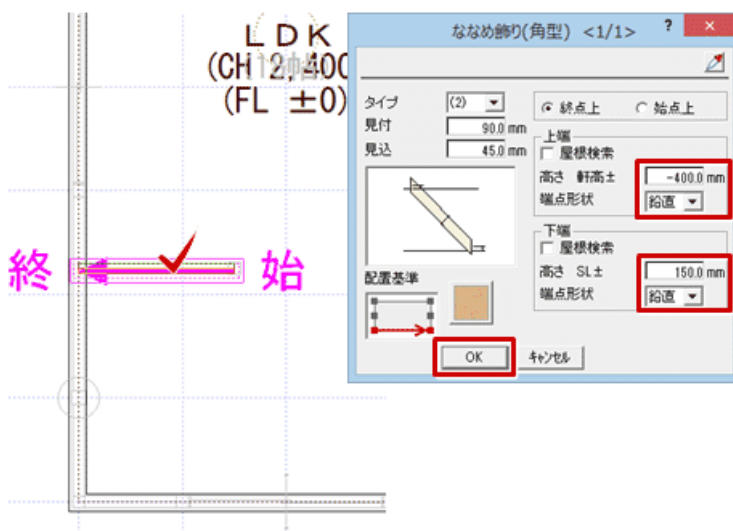 LDK
(CH 2,400
(FL ±0)
終
始
ななめ飾り(角型) <1/1>
?
×
タイプ
(2)
見付
90.0 mm
見込
45.0 mm
配置基準
終点上
始点上
上端
屋根検索
高さ 軒高±
-400.0 mm
端点形状
鉛直
下端
屋根検索
高さ SL±
150.0 mm
端点形状
鉛直
OK
キャンセル